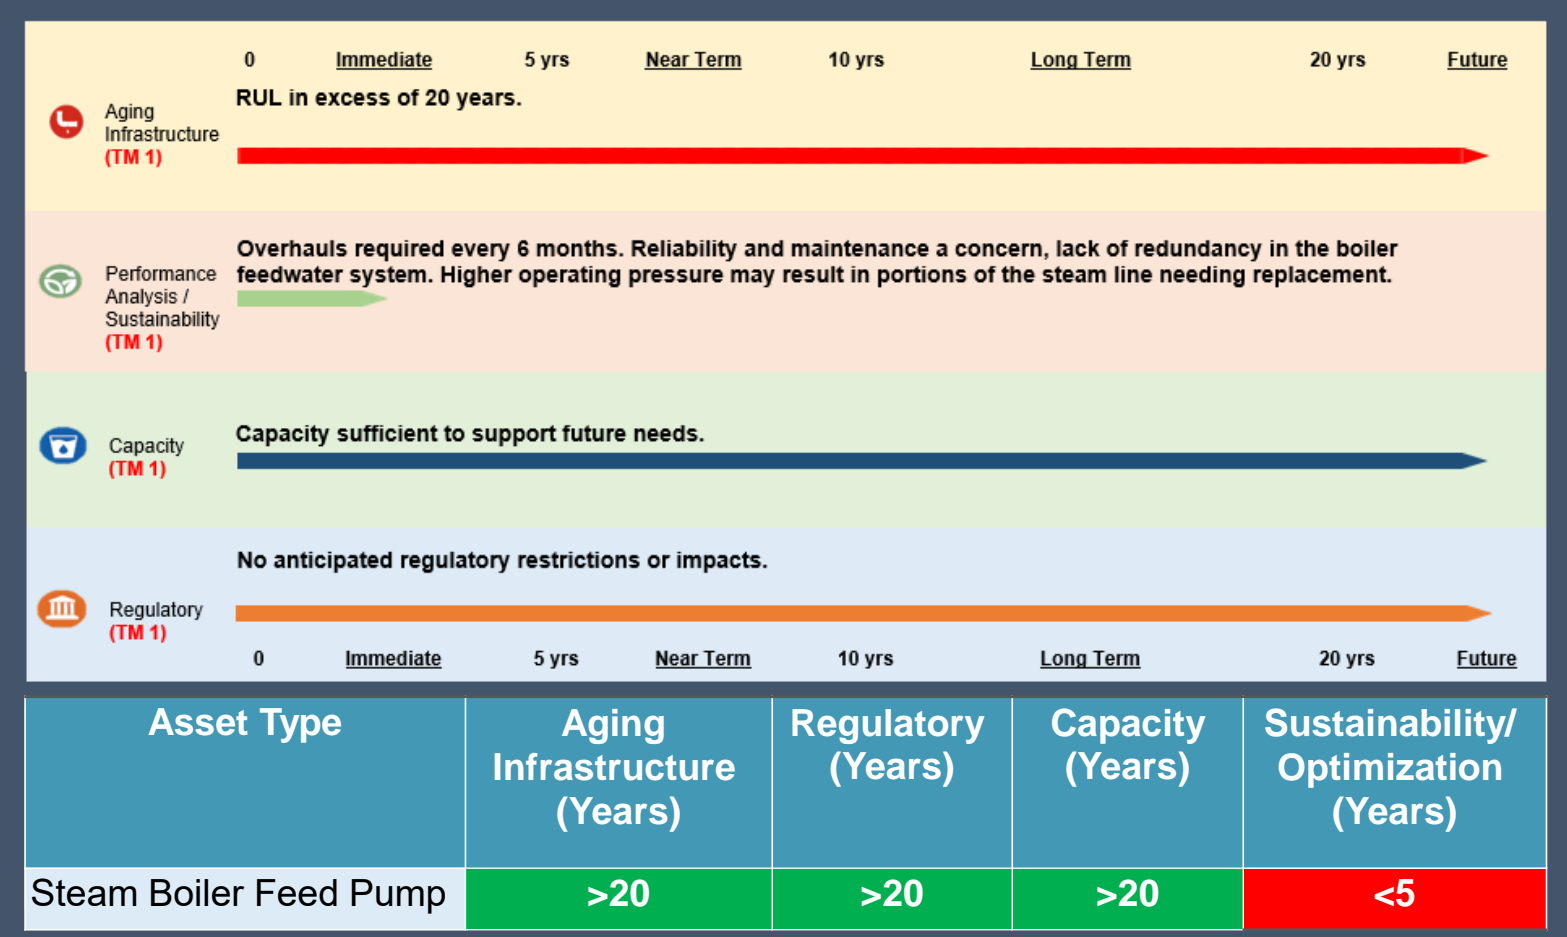 0 Immediate 5 yrs Near Term 10 yrs Long Term 20 yrs Future
RUL in excess of 20 years.
Aging
Infrastructure
(TM 1)
Overhauls required every 6 months. Reliability and maintenance a concern, lack of redundancy in the boiler
feedwater system. Higher operating pressure may result in portions of the steam line needing replacement.
Performance
Analysis /
Sustainability
(TM 1)
Capacity sufficient to support future needs.
Capacity
(TM 1)
No anticipated regulatory restrictions or impacts.
Regulatory
(TM 1)
0 Immediate 5 yrs Near Term 10 yrs Long Term 20 yrs Future
Asset Type
Aging
Infrastructure
(Years)
Regulatory
(Years)
Capacity
(Years)
Sustainability/
Optimization
(Years)
Steam Boiler Feed Pump >20 >20 >20 <5